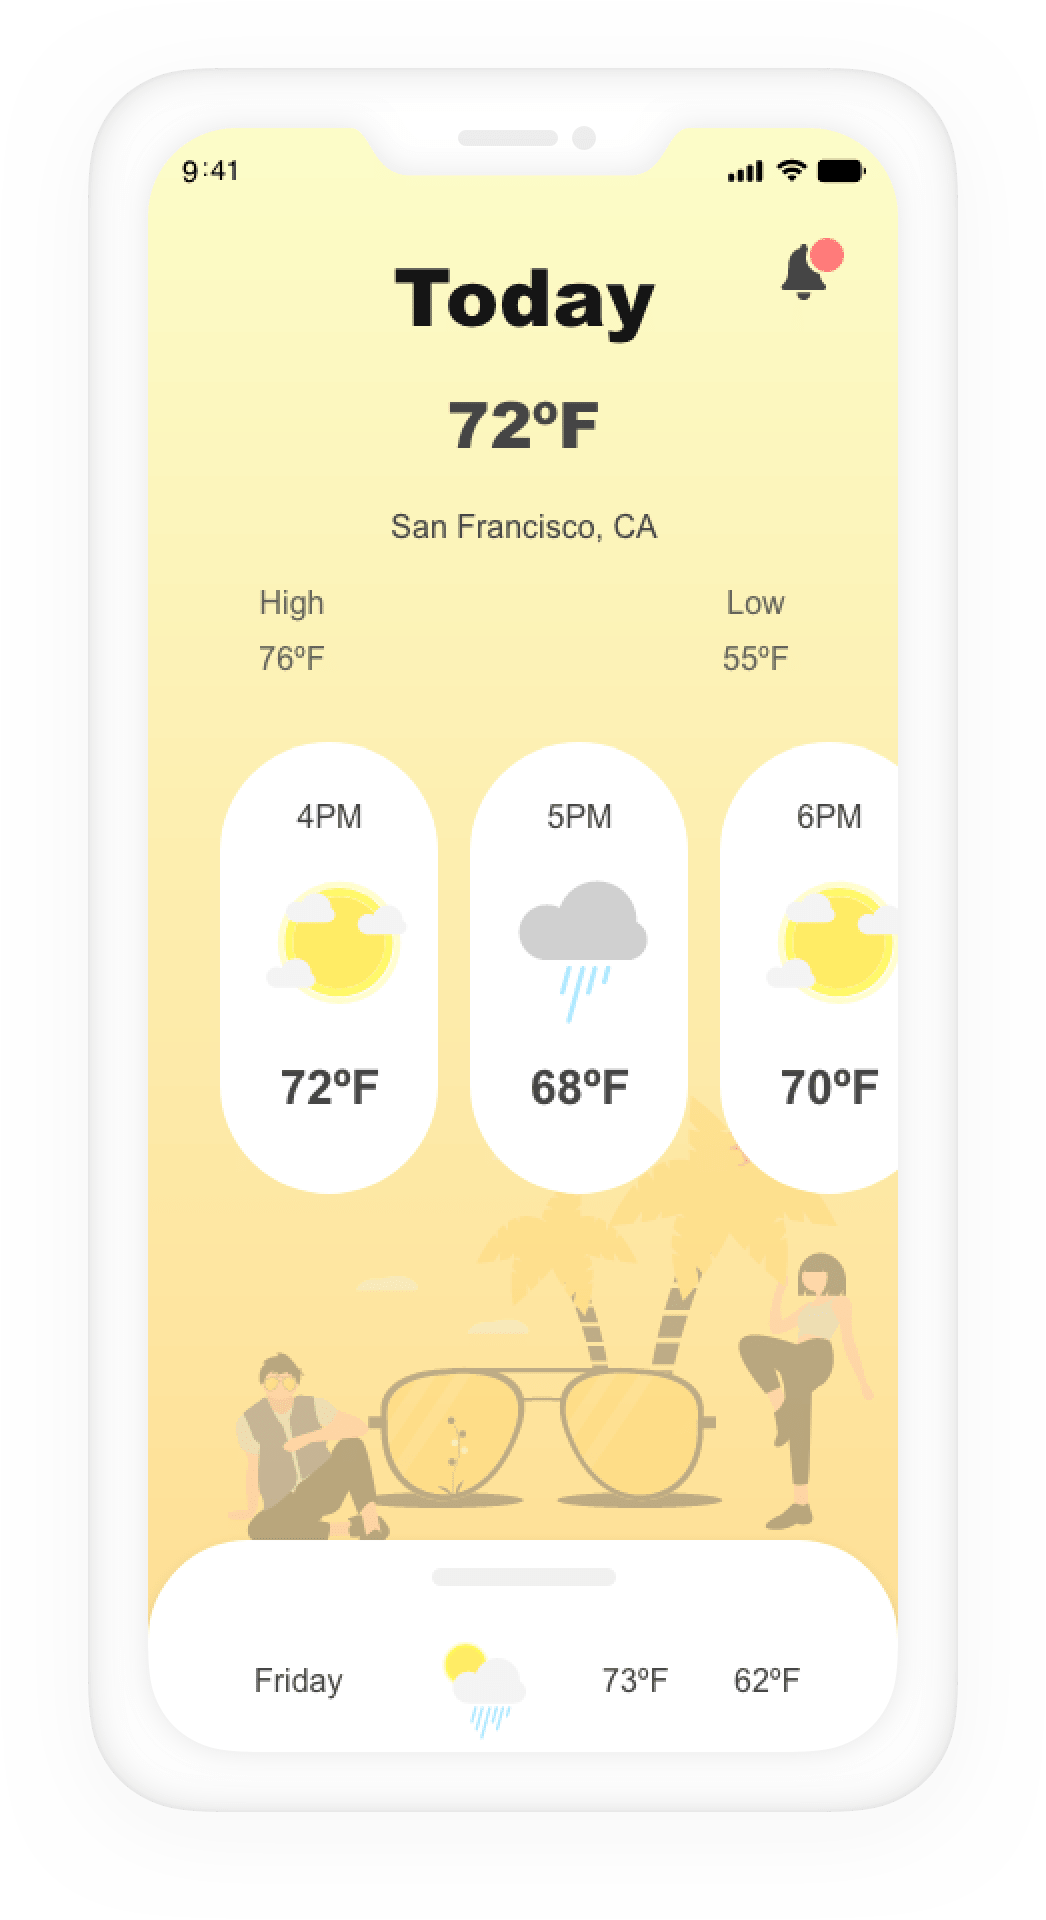 9:41
Today
72ºF
San Francisco, CA
High Low
76ºF 55ºF
4PM 5PM 6PM
72ºF 68ºF 70ºF
Friday 73ºF 62ºF